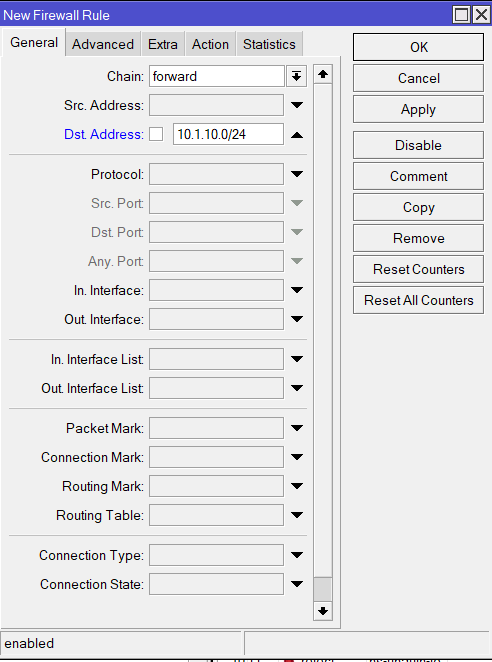 New Firewall Rule
General Advanced Extra Action Statistics
Chain: forward
Src. Address:
Dst. Address: 10.1.10.0/24
Protocol:
Src. Port:
Dst. Port:
Any. Port:
In. Interface:
Out. Interface:
In. Interface List:
Out. Interface List:
Packet Mark:
Connection Mark:
Routing Mark:
Routing Table:
Connection Type:
Connection State:
OK
Cancel
Apply
Disable
Comment
Copy
Remove
Reset Counters
Reset All Counters
enabled